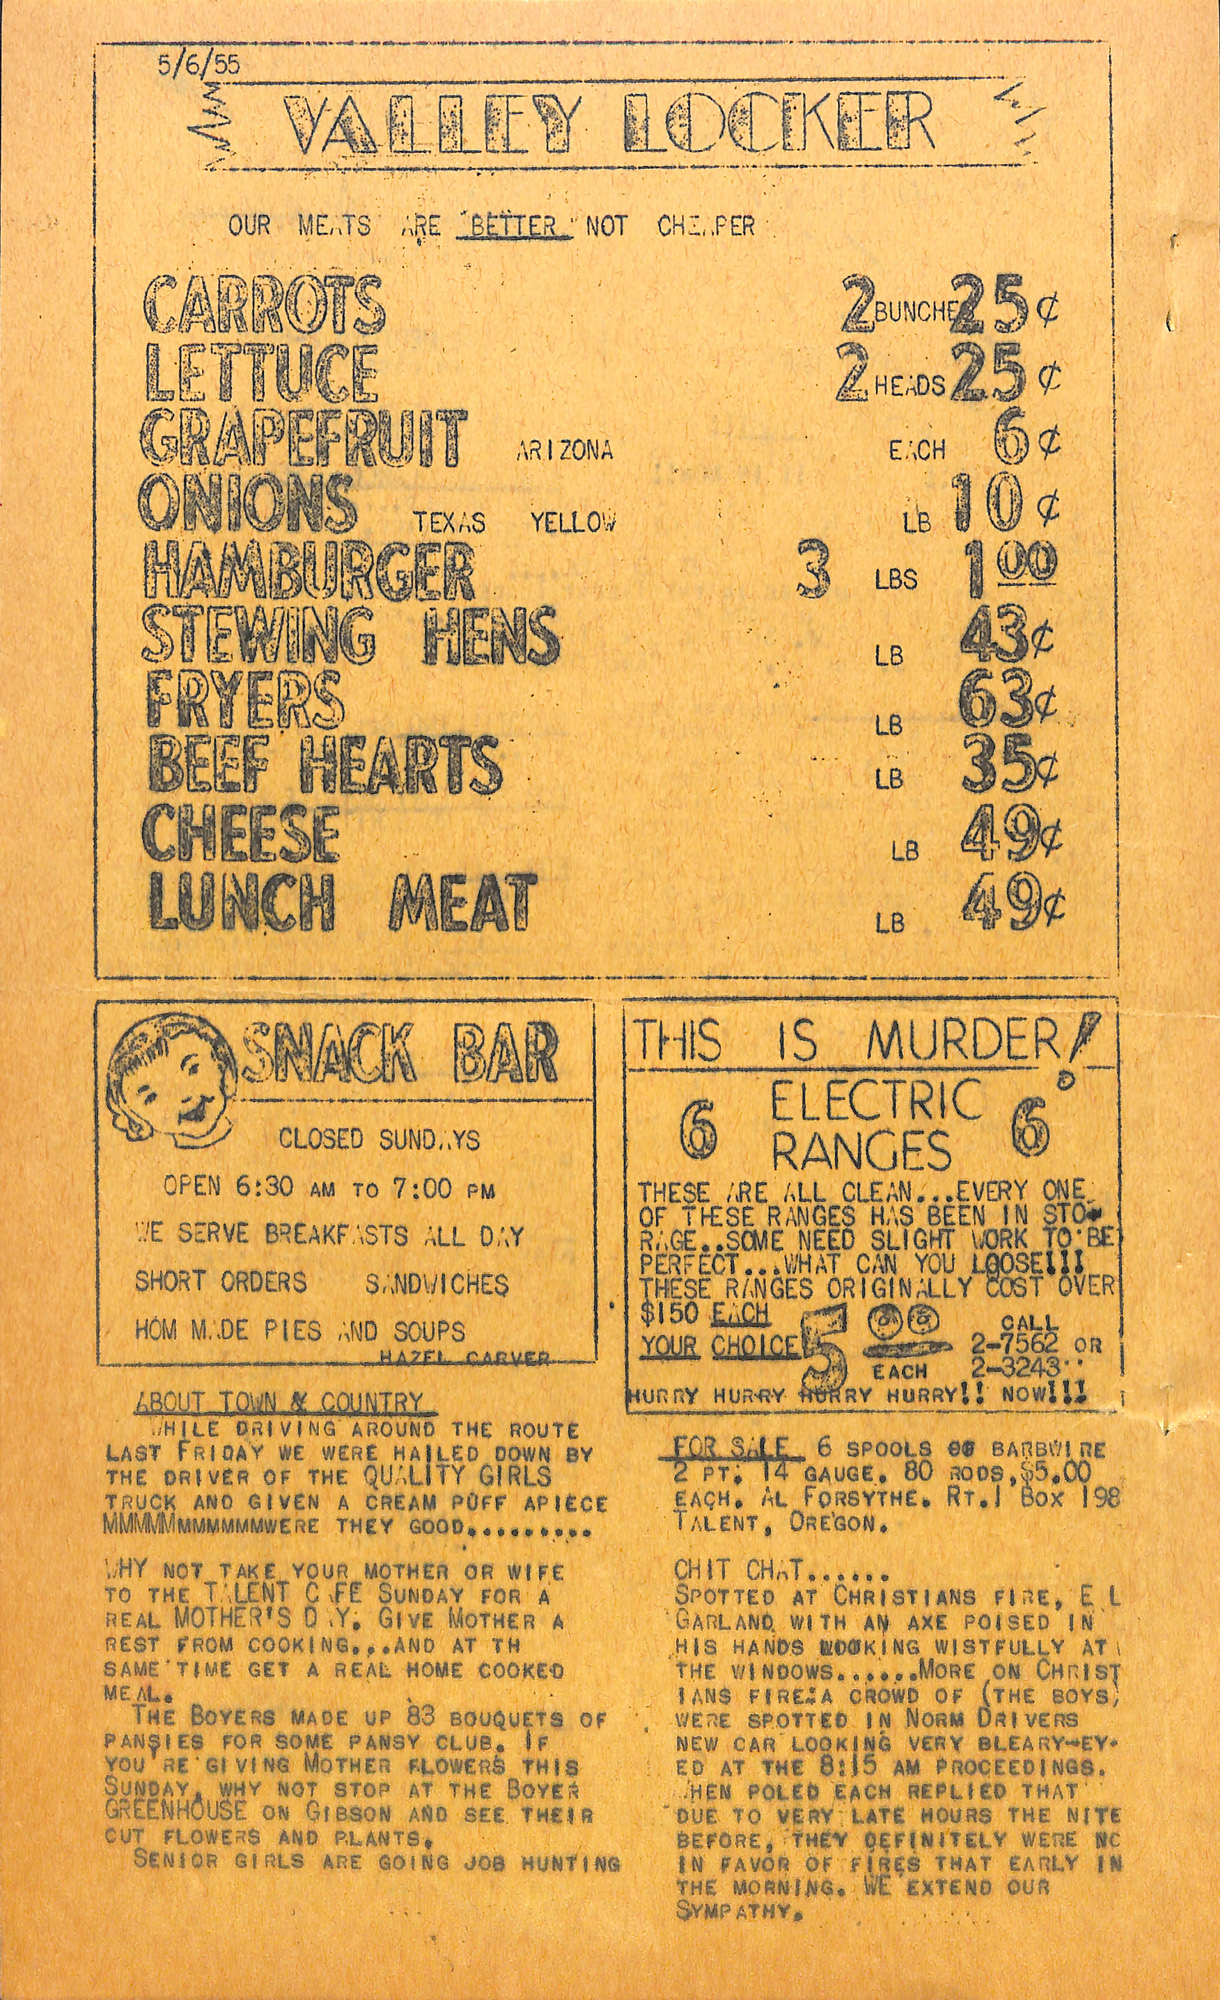 5/6/55
VALLEY LOCKER
OUR MEATS ARE "BETTER" NOT CHEAPER
CARROTS 2 BUNCHE 25¢
LETTUCE 2 HEADS 25¢
GRAPEFRUIT ARIZONA EACH 6¢
ONIONS TEXAS YELLOW LB 10¢
HAMBURGER 3 LBS 1 00
STEWING HENS LB 43¢
FRYERS LB 63¢
BEEF HEARTS LB 35¢
CHEESE LB 49¢
LUNCH MEAT LB 49¢
SNACK BAR
CLOSED SUNDAYS
OPEN 6:30 AM TO 7:00 PM
WE SERVE BREAKFASTS ALL DAY
SHORT ORDERS SANDWICHES
HOM MADE PIES AND SOUPS
HAZEL CARVER
THIS IS MURDER!
6 ELECTRIC 6
RANGES
THESE ARE ALL CLEAN...EVERY ONE
OF THESE RANGES HAS BEEN IN STO-
RAGE..SOME NEED SLIGHT WORK TO BE
PERFECT...WHAT CAN YOU LOOSE!!!
THESE RANGES ORIGINALLY COST OVER
$150 EACH
YOUR CHOICE 5 00 EACH
CALL
2-7562 OR
2-3243
HURRY HURRY HURRY HURRY!! NOW!!!
ABOUT TOWN & COUNTRY
WHILE DRIVING AROUND THE ROUTE
LAST FRIDAY WE WERE HAILED DOWN BY
THE DRIVER OF THE QUALITY GIRLS
TRUCK AND GIVEN A CREAM PUFF APIECE
MMMMMMMMMMMWERE THEY GOOD.........
WHY NOT TAKE YOUR MOTHER OR WIFE
TO THE TALENT CAFE SUNDAY FOR A
REAL MOTHER'S DAY. GIVE MOTHER A
REST FROM COOKING...AND AT TH
SAME TIME GET A REAL HOME COOKED
MEAL.
THE BOYERS MADE UP 83 BOUQUETS OF
PANSIES FOR SOME PANSY CLUB. IF
YOU'RE GIVING MOTHER FLOWERS THIS
SUNDAY, WHY NOT STOP AT THE BOYER
GREENHOUSE ON GIBSON AND SEE THEIR
CUT FLOWERS AND PLANTS.
SENIOR GIRLS ARE GOING JOB HUNTING
FOR SALE 6 SPOOLS OF BARBWIRE
2 PT. 14 GAUGE. 80 RODS,$5.00
EACH. AL FORSYTHE. RT.1 BOX 198
TALENT, OREGON.
CHIT CHAT......
SPOTTED AT CHRISTIANS FIRE, E L
GARLAND WITH AN AXE POISED IN
HIS HANDS LOOKING WISTFULLY AT
THE WINDOWS......MORE ON CHRIST
IANS FIRE:A CROWD OF (THE BOYS)
WERE SPOTTED IN NORM DRIVERS
NEW CAR LOOKING VERY BLEARY-EY-
ED AT THE 8:15 AM PROCEEDINGS.
WHEN POLED EACH REPLIED THAT
DUE TO VERY LATE HOURS THE NITE
BEFORE, THEY DEFINITELY WERE NO
IN FAVOR OF FIRES THAT EARLY IN
THE MORNING. WE EXTEND OUR
SYMPATHY.